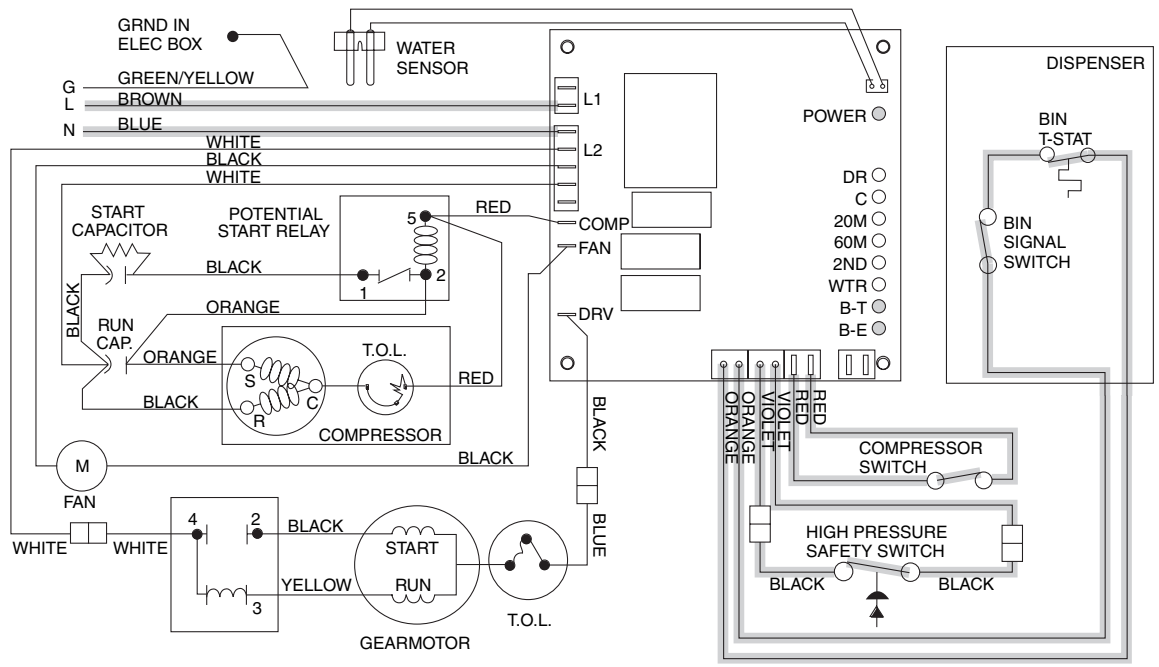 GRND IN
ELEC BOX
WATER
SENSOR
DISPENSER
G
GREEN/YELLOW
L
BROWN
L1
N
BLUE
WHITE
L2
BLACK
WHITE
POWER
BIN
T-STAT
DR
C
20M
60M
2ND
WTR
B-T
B-E
BIN
SIGNAL
SWITCH
START
CAPACITOR
POTENTIAL
START RELAY
5
RED
COMP
FAN
BLACK
1
2
BLACK
ORANGE
DRV
RUN
CAP.
ORANGE
T.O.L.
S
C
R
RED
BLACK
COMPRESSOR
ORANGE
ORANGE
VIOLET
VIOLET
RED
RED
BLACK
COMPRESSOR
SWITCH
M
FAN
BLACK
4
2
BLACK
WHITE
WHITE
START
BLUE
HIGH PRESSURE
SAFETY SWITCH
YELLOW
RUN
3
BLACK
BLACK
T.O.L.
GEARMOTOR